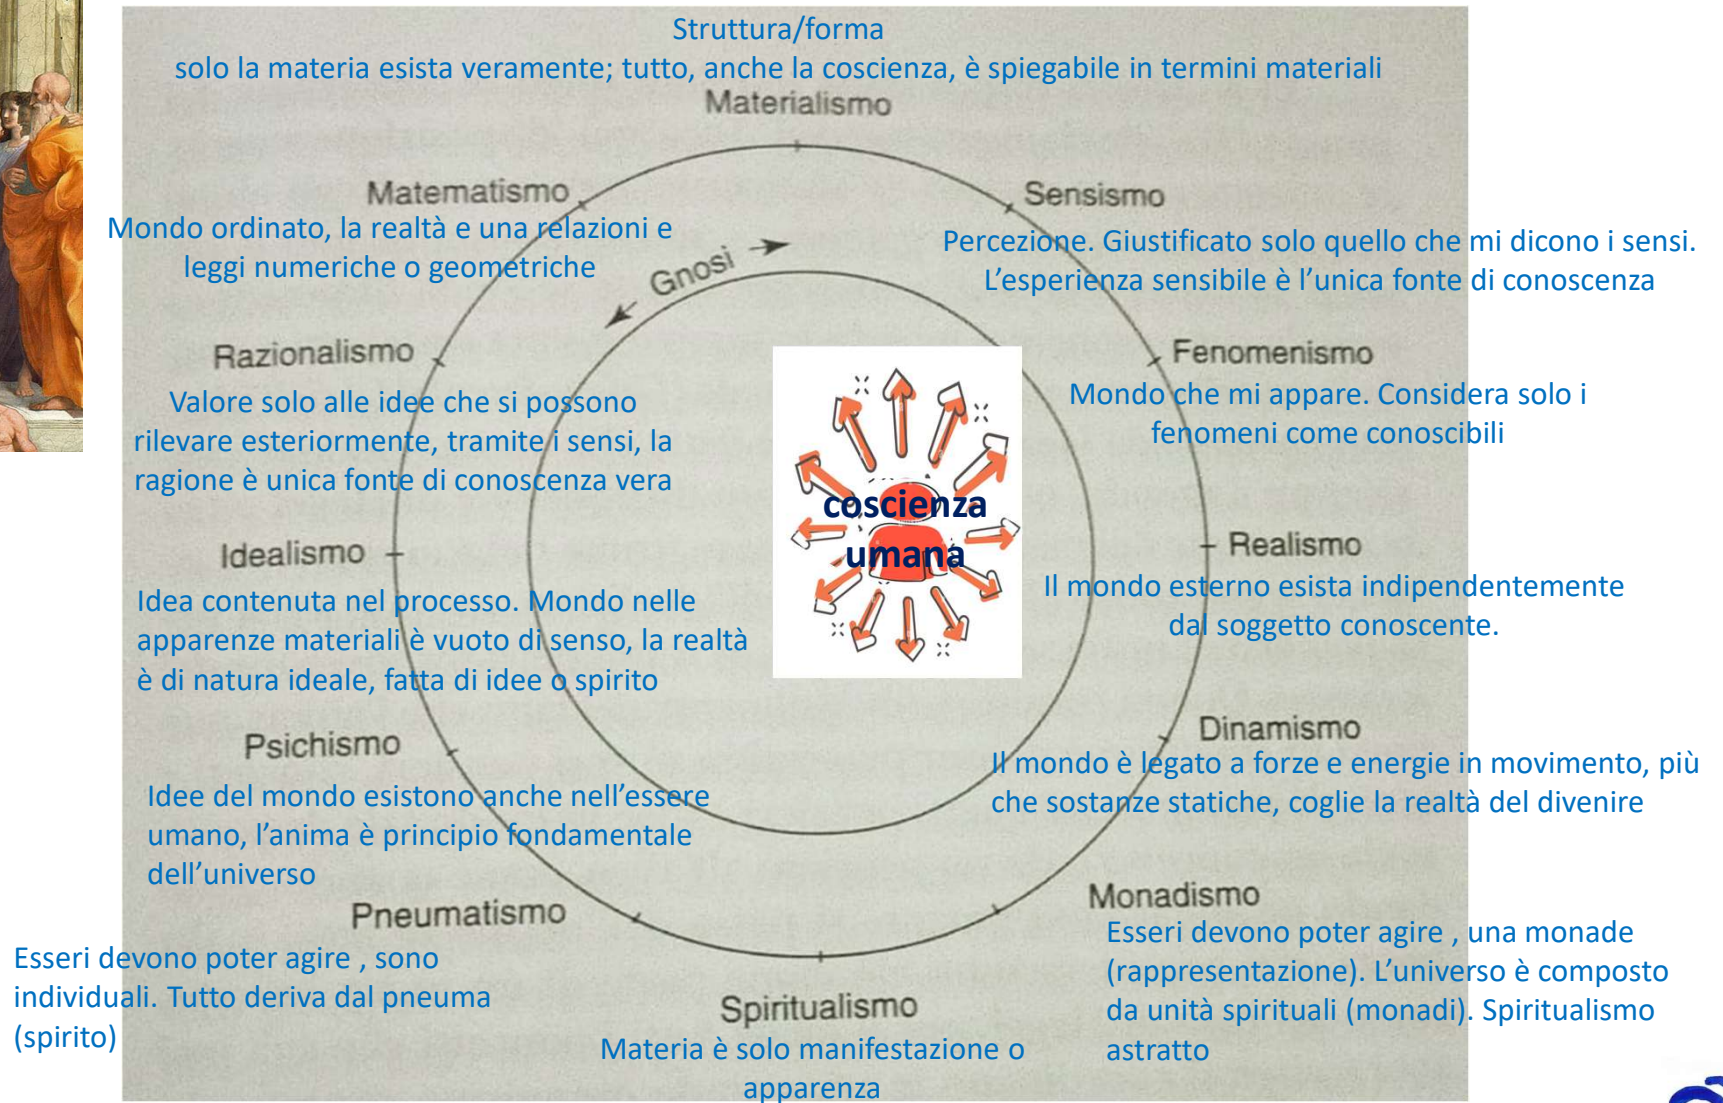 Struttura/forma
solo la materia esista veramente; tutto, anche la coscienza, è spiegabile in termini materiali
Materialismo
Matematismo
Mondo ordinato, la realtà e una relazioni e
leggi numeriche o geometriche
Sensismo
Percezione. Giustificato solo quello che mi dicono i sensi.
L'esperienza sensibile è l'unica fonte di conoscenza
Gnosi
Razionalismo
Valore solo alle idee che si possono
rilevare esteriormente, tramite i sensi, la
ragione è unica fonte di conoscenza vera
Fenomenismo
Mondo che mi appare. Considera solo i
fenomeni come conoscibili
coscienza
umana
Idealismo
Idea contenuta nel processo. Mondo nelle
apparenze materiali è vuoto di senso, la realtà
è di natura ideale, fatta di idee o spirito
Realismo
Il mondo esterno esista indipendentemente
dal soggetto conoscente.
Psichismo
Idee del mondo esistono anche nell'essere
umano, l'anima è principio fondamentale
dell'universo
Dinamismo
Il mondo è legato a forze e energie in movimento, più
che sostanze statiche, coglie la realtà del divenire
Pneumatismo
Esseri devono poter agire , sono
individuali. Tutto deriva dal pneuma
(spirito)
Monadismo
Esseri devono poter agire , una monade
(rappresentazione). L'universo è composto
da unità spirituali (monadi). Spiritualismo
astratto
Spiritualismo
Materia è solo manifestazione o
apparenza